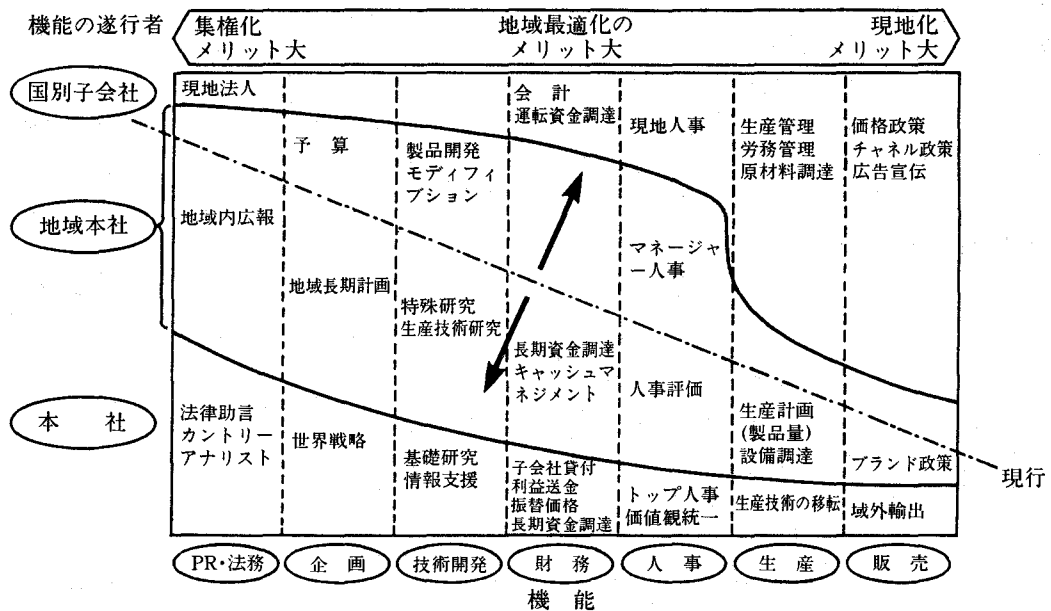 機能の遂行者
集権化
メリット大
地域最適化の
メリット大
現地化
メリット大
国別子会社
地域本社
本 社
現地法人
地域内広報
法律助言
カントリー
アナリスト
予 算
地域長期計画
世界戦略
製品開発
モディフィ
ブション
特殊研究
生産技術研究
基礎研究
情報支援
会 計
運転資金調達
長期資金調達
キャッシュマ
ネジメント
子会社貸付
利益送金
振替価格
長期資金調達
現地人事
マネージャ
ー人事
人事評価
トップ人事
価値観統一
生産管理
労務管理
原材料調達
生産計画
(製品量)
設備調達
生産技術の移転
価格政策
チャネル政策
広告宣伝
ブランド政策
域外輸出
現行
PR・法務
企 画
技術開発
財 務
人 事
生 産
販 売
機 能